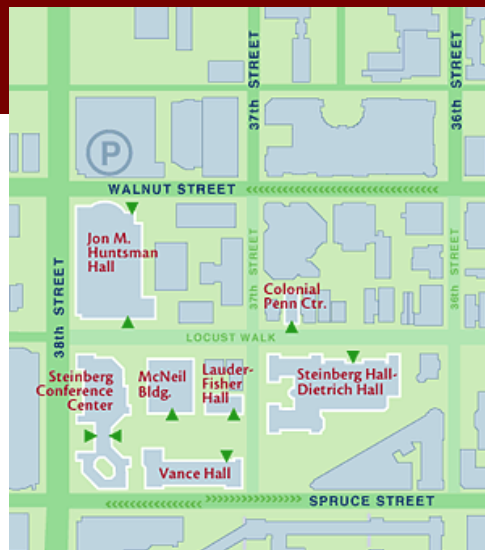 37th STREET
36th STREET
P
WALNUT STREET
Jon M.
Huntsman
Hall
38th STREET
37th STREET
36th STREET
Colonial
Penn Ctr.
LOCUST WALK
Steinberg
Conference
Center
McNeil
Bldg.
Lauder-
Fisher
Hall
Steinberg Hall-
Dietrich Hall
Vance Hall
SPRUCE STREET